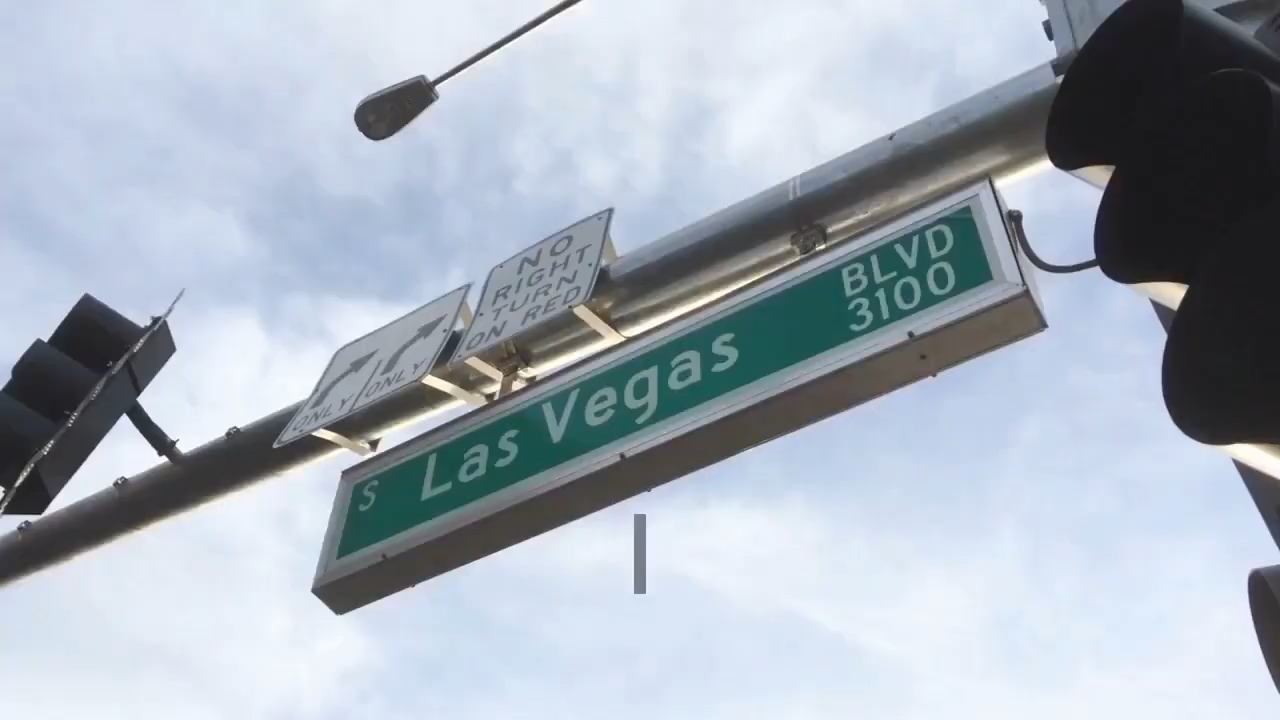 NO
RIGHT
TURN
ON RED
ONLY ONLY
S Las Vegas BLVD
3100